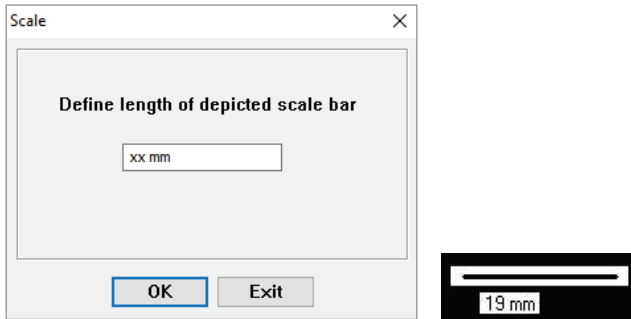 Scale
Define length of depicted scale bar
xx mm
OK Exit
19 mm